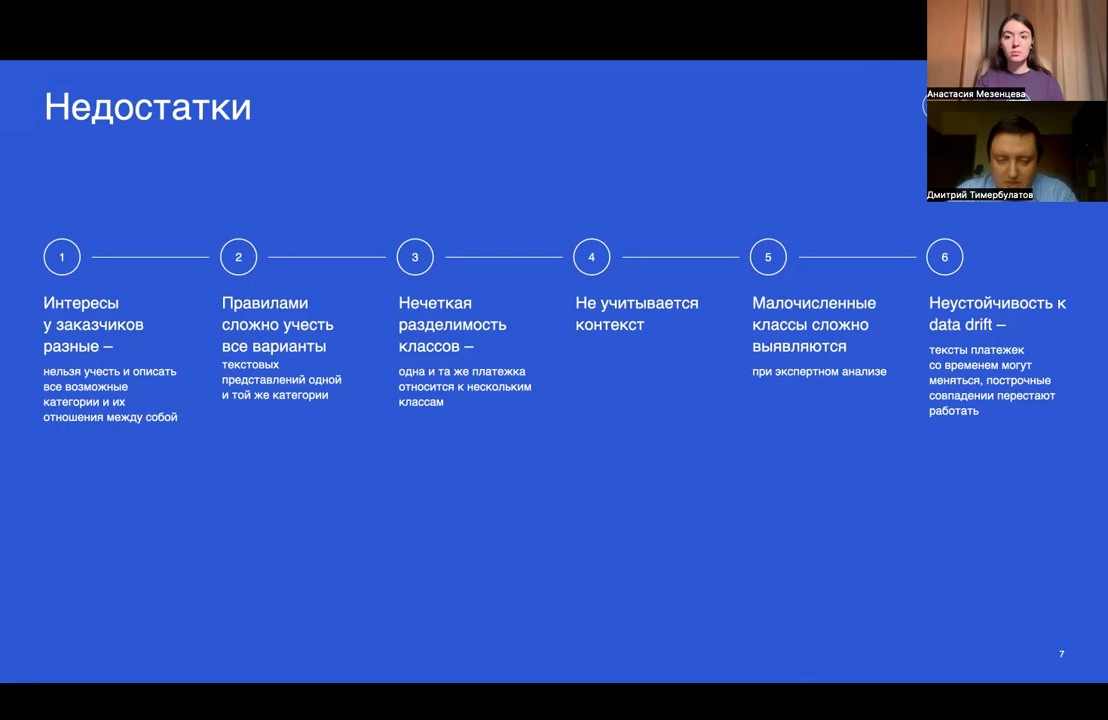 Недостатки
Анастасия Мезенцева
Дмитрий Тимербулатов
1
Интересы
у заказчиков
разные –
нельзя учесть и описать
все возможные
категории и их
отношения между собой
2
Правилами
сложно учесть
все варианты
текстовых
представлений одной
и той же категории
3
Нечеткая
разделимость
классов –
одна и та же платежка
относится к нескольким
классам
4
Не учитывается
контекст
5
Малочисленные
классы сложно
выявляются
при экспертном анализе
6
Неустойчивость к
data drift –
тексты платежек
со временем могут
меняться, построчные
совпадении перестают
работать
7